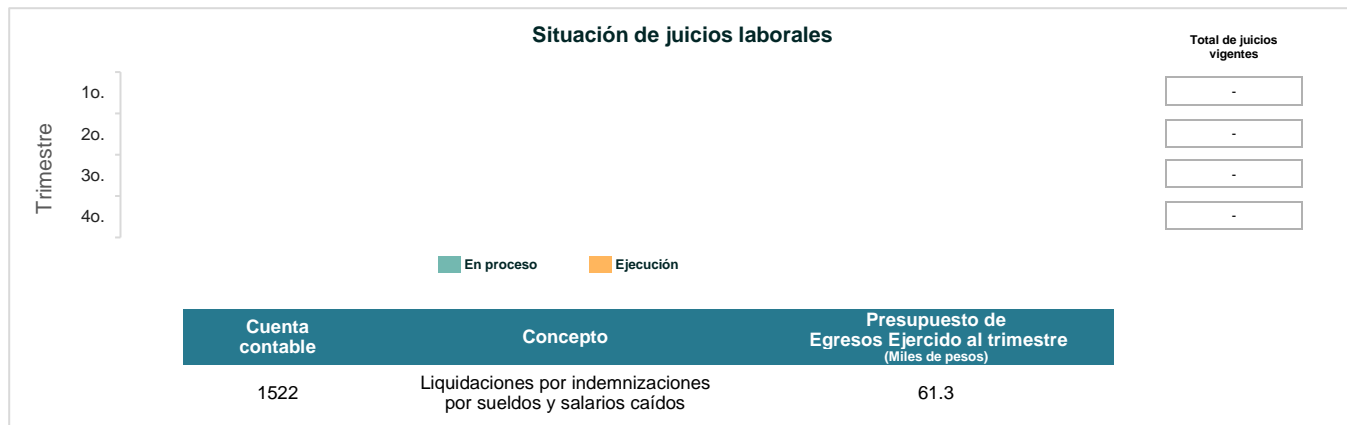 Situación de juicios laborales
Total de juicios
vigentes
Trimestre
1o.
-
2o.
-
3o.
-
4o.
-
En proceso
Ejecución
Cuenta
contable
Concepto
Presupuesto de
Egresos Ejercido al trimestre
(Miles de pesos)
1522
Liquidaciones por indemnizaciones
por sueldos y salarios caídos
61.3